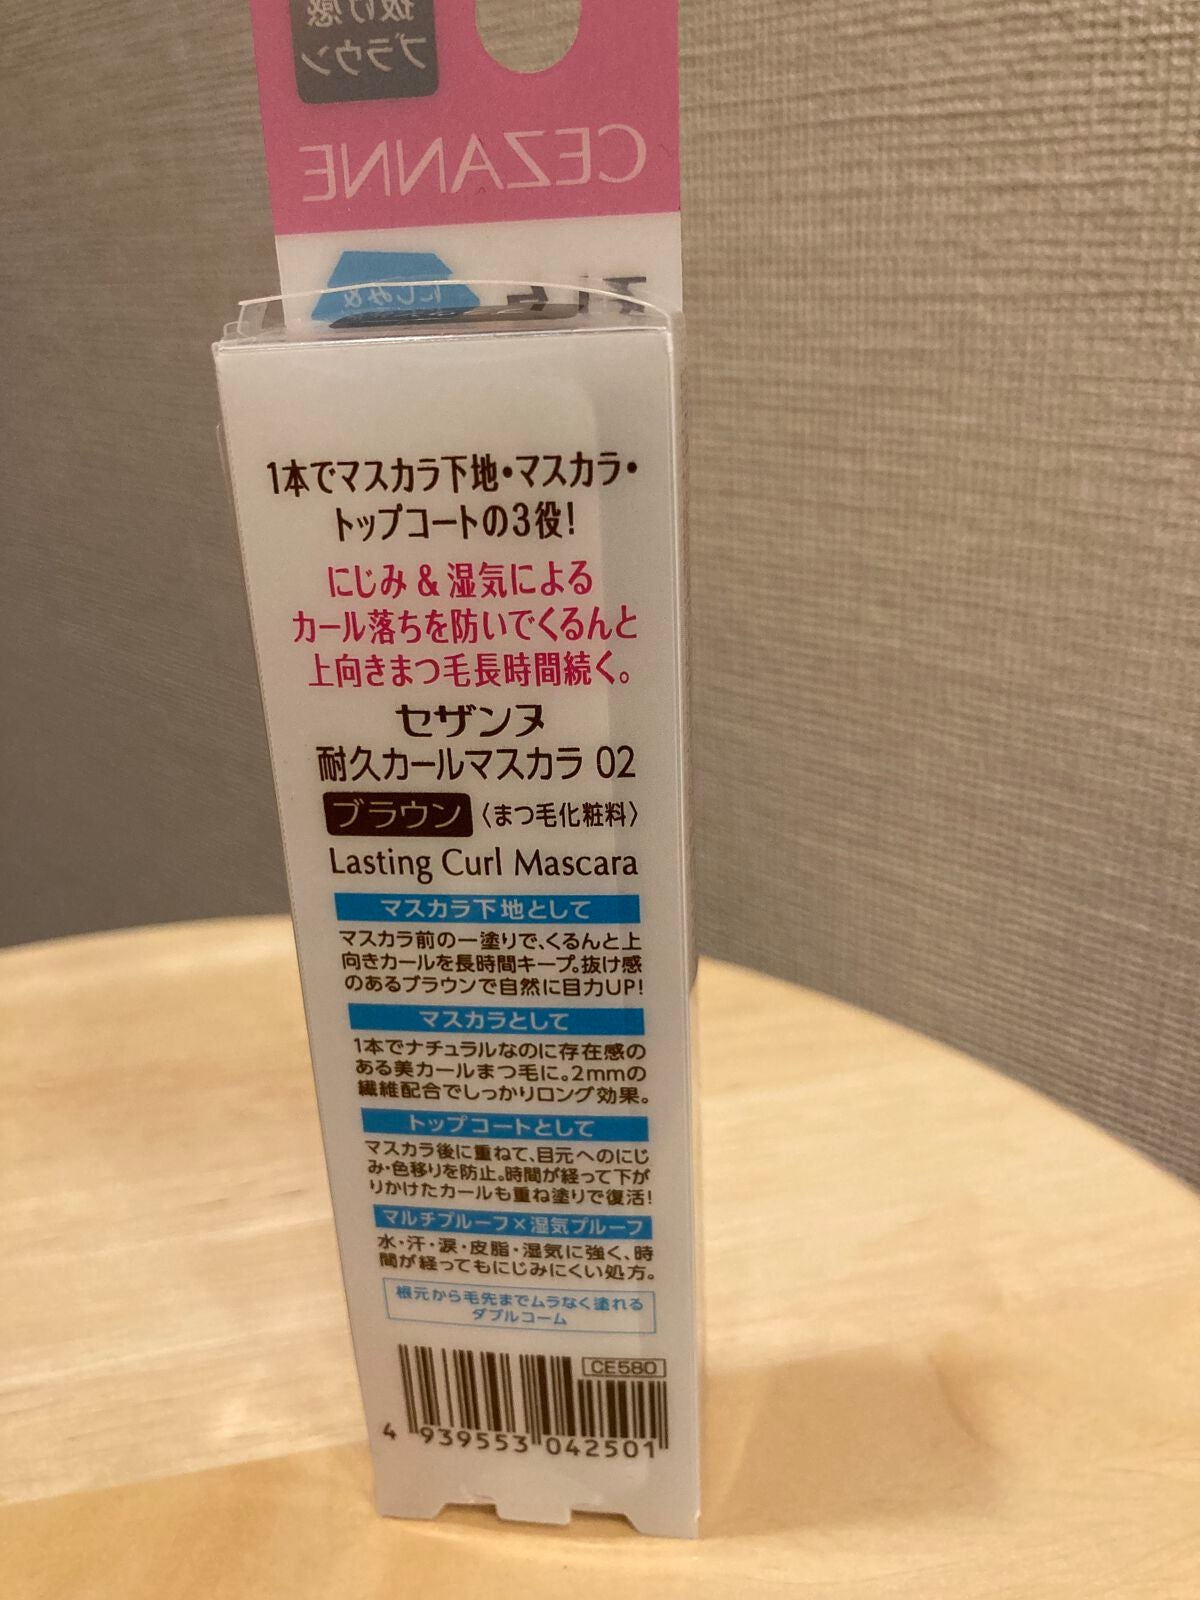 抜け感
ブラウン
CEZANNE
にじみ&
1本でマスカラ下地・マスカラ・
トップコートの3役!
にじみ&湿気による
カール落ちを防いでくるんと
上向きまつ毛長時間続く。
セザンヌ
耐久カールマスカラ 02
ブラウン 〈まつ毛化粧料〉
Lasting Curl Mascara
マスカラ下地として
マスカラ前の一塗りで、くるんと上
向きカールを長時間キープ。抜け感
のあるブラウンで自然に目力UP!
マスカラとして
1本でナチュラルなのに存在感の
ある美カールまつ毛に。2mmの
繊維配合でしっかりロング効果。
トップコートとして
マスカラ後に重ねて、目元へのにじ
み・色移りを防止。時間が経って下が
りかけたカールも重ね塗りで復活!
マルチプルーフ×湿気プルーフ
水・汗・涙・皮脂・湿気に強く、時
間が経ってもにじみにくい処方。
根元から毛先までムラなく塗れる
ダブルコーム
CE580
4 939553 042501